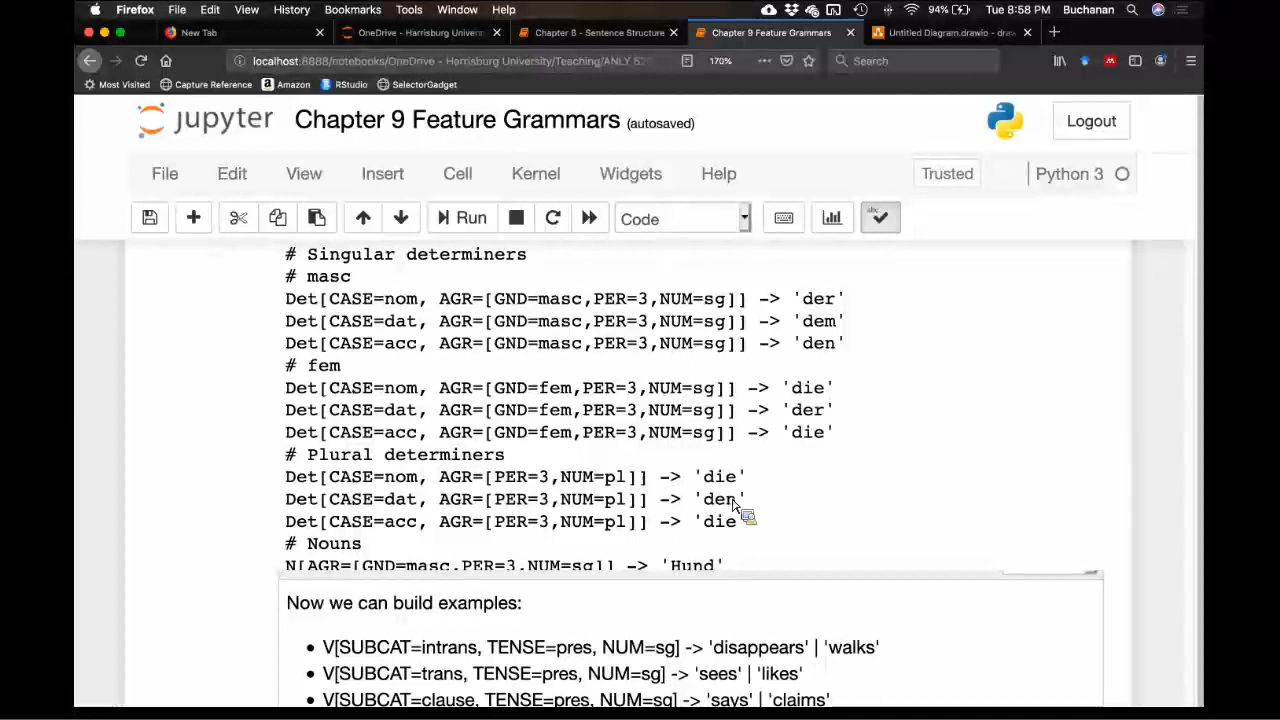 Firefox File Edit View History Bookmarks Tools Window Help 94% Tue 8:58 PM Buchanan
New Tab OneDrive - Harrisburg Univers Chapter 8 - Sentence Structure Chapter 9 Feature Grammars Untitled Diagram.drawio - draw
localhost:8888/notebooks/OneDrive - Harrisburg University/Teaching/ANLY 52 170% Search
Most Visited Capture Reference Amazon RStudio SelectorGadget
jupyter Chapter 9 Feature Grammars (autosaved) Logout
File Edit View Insert Cell Kernel Widgets Help Trusted Python 3
Run Code
# Singular determiners
# masc
Det[CASE=nom, AGR=[GND=masc,PER=3,NUM=sg]] -> 'der'
Det[CASE=dat, AGR=[GND=masc,PER=3,NUM=sg]] -> 'dem'
Det[CASE=acc, AGR=[GND=masc,PER=3,NUM=sg]] -> 'den'
# fem
Det[CASE=nom, AGR=[GND=fem,PER=3,NUM=sg]] -> 'die'
Det[CASE=dat, AGR=[GND=fem,PER=3,NUM=sg]] -> 'der'
Det[CASE=acc, AGR=[GND=fem,PER=3,NUM=sg]] -> 'die'
# Plural determiners
Det[CASE=nom, AGR=[PER=3,NUM=pl]] -> 'die'
Det[CASE=dat, AGR=[PER=3,NUM=pl]] -> 'den'
Det[CASE=acc, AGR=[PER=3,NUM=pl]] -> 'die'
# Nouns
N[AGR=[GND=masc,PER=3,NUM=sg]] -> 'Hund'
Now we can build examples:
• V[SUBCAT=intrans, TENSE=pres, NUM=sg] -> 'disappears' | 'walks'
• V[SUBCAT=trans, TENSE=pres, NUM=sg] -> 'sees' | 'likes'
• V[SUBCAT=clause, TENSE=pres, NUM=sg] -> 'says' | 'claims'